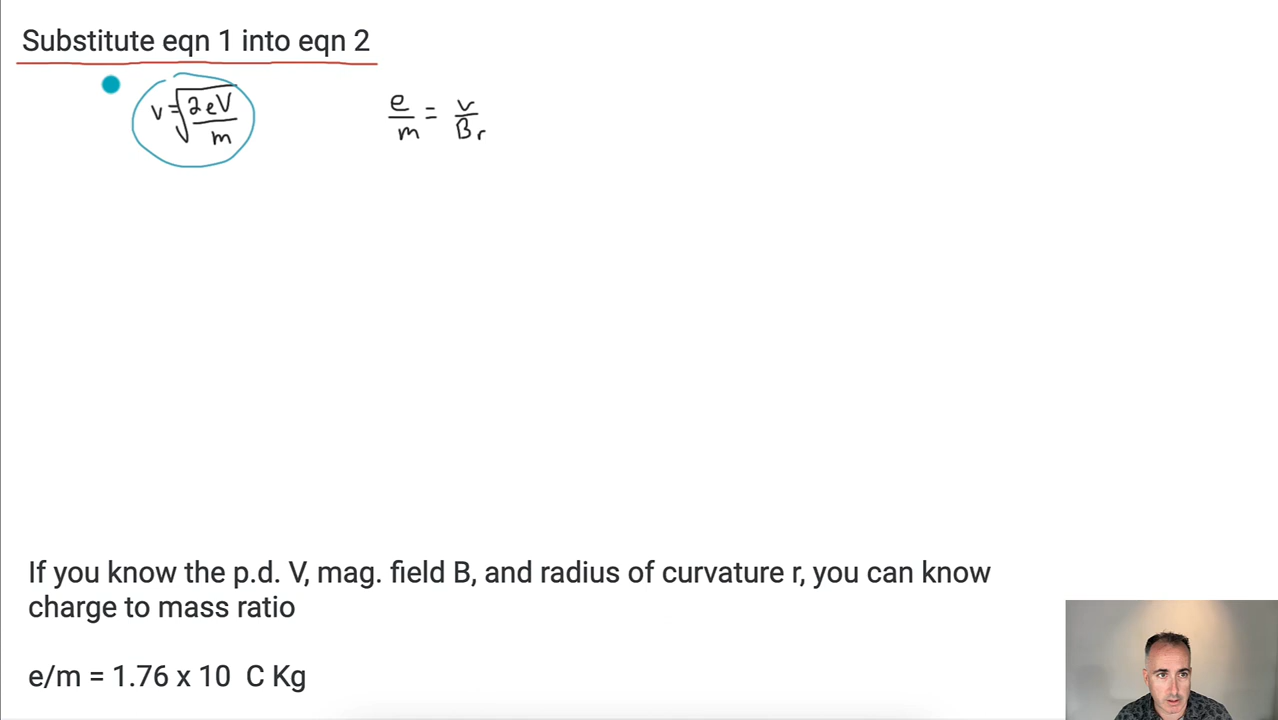 Substitute eqn 1 into eqn 2
v = √(2eV/m) e/m = v/Br
If you know the p.d. V, mag. field B, and radius of curvature r, you can know
charge to mass ratio
e/m = 1.76 x 10 C Kg